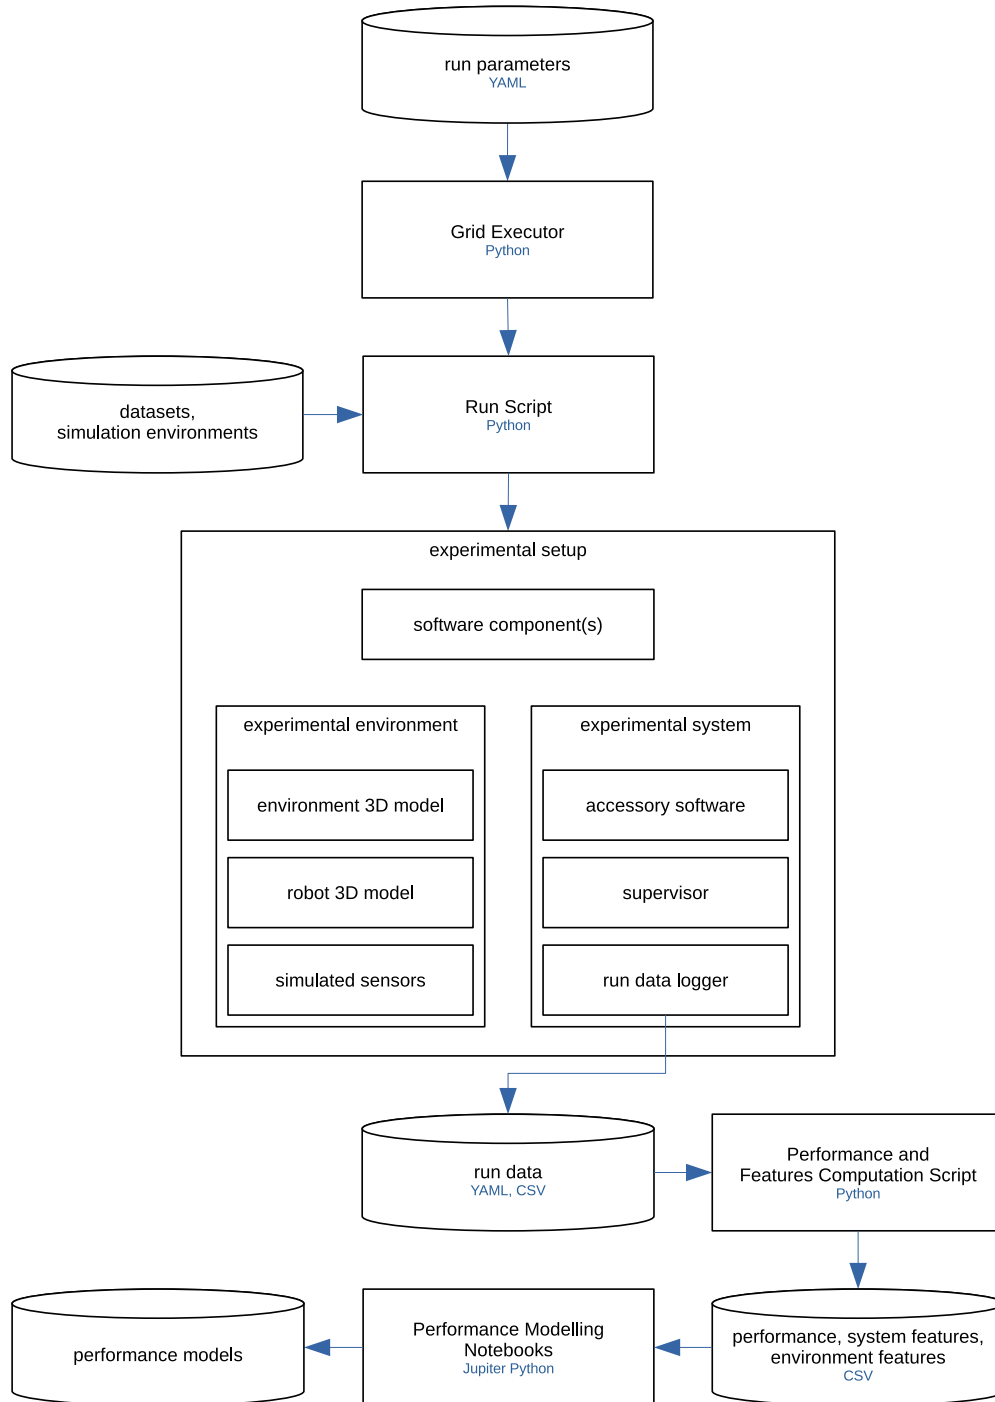 run parameters
YAML
Grid Executor
Python
datasets,
simulation environments
Run Script
Python
experimental setup
software component(s)
experimental environment
environment 3D model
robot 3D model
simulated sensors
experimental system
accessory software
supervisor
run data logger
run data
YAML, CSV
Performance and
Features Computation Script
Python
performance, system features,
environment features
CSV
Performance Modelling
Notebooks
Jupiter Python
performance models